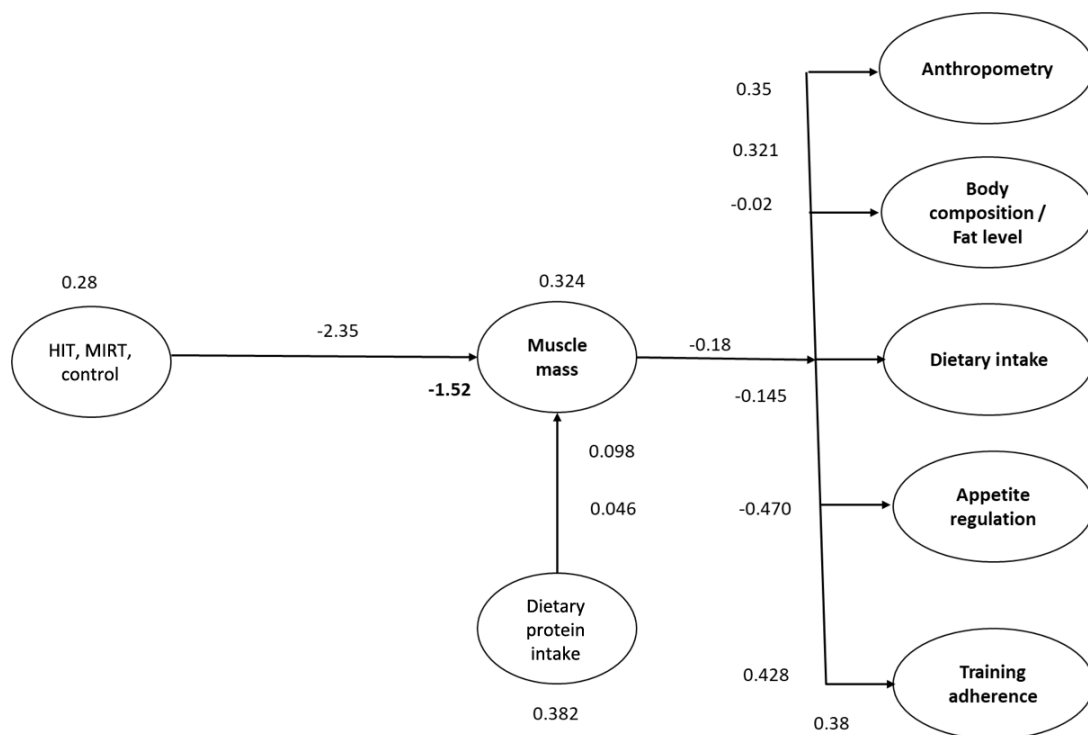 Anthropometry
0.35
0.321
-0.02
Body
composition /
Fat level
0.28
HIT, MIRT,
control
-2.35
-1.52
0.324
Muscle
mass
-0.18
-0.145
Dietary intake
0.098
0.046
-0.470
Appetite
regulation
Dietary
protein
intake
0.382
0.428
0.38
Training
adherence